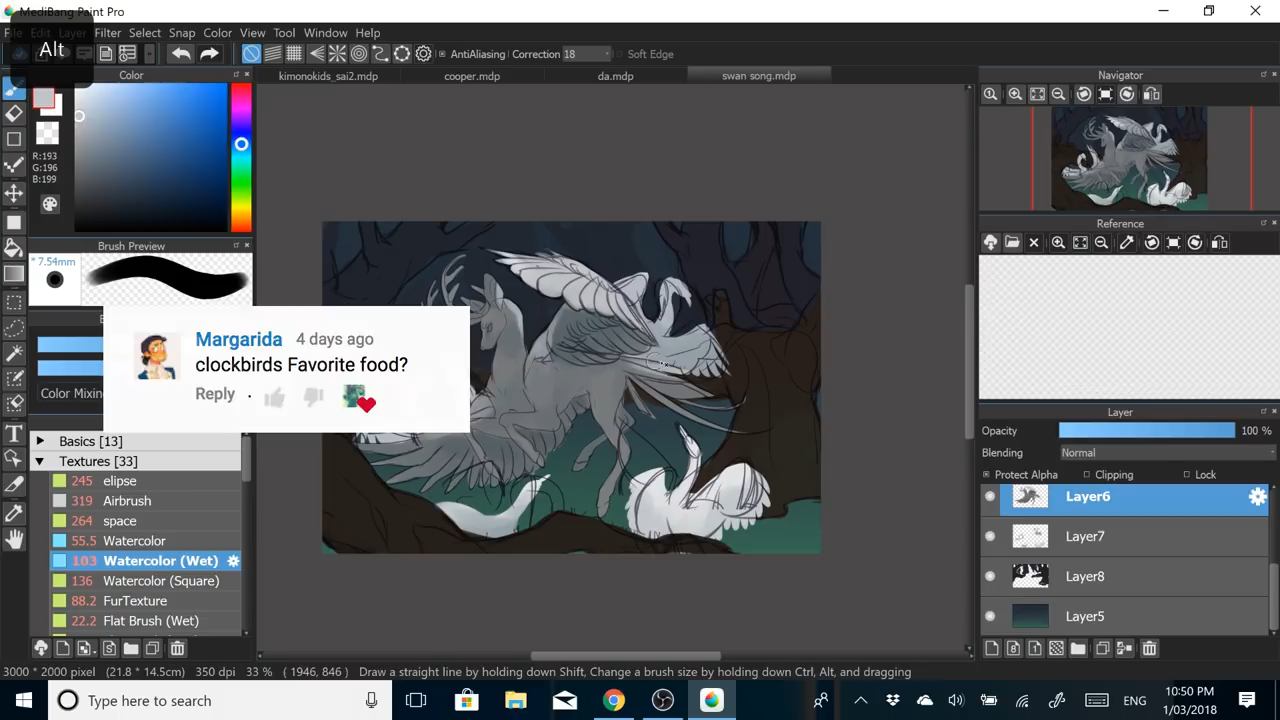 MediBang Paint Pro
Alt
File Edit Layer Filter Select Snap Color View Tool Window Help
AntiAliasing Correction 18 Soft Edge
Color
kimonokids_sai2.mdp cooper.mdp da.mdp swan song.mdp
Navigator
R:193
G:196
B:199
Brush Preview
* 7.54mm
Reference
Margarida 4 days ago
clockbirds Favorite food?
Reply
Color Mixing
Basics [13]
Textures [33]
245 elipse
319 Airbrush
264 space
55.5 Watercolor
103 Watercolor (Wet)
136 Watercolor (Square)
88.2 FurTexture
22.2 Flat Brush (Wet)
Layer
Opacity 100 %
Blending Normal
Protect Alpha Clipping Lock
Layer6
Layer7
Layer8
Layer5
3000 * 2000 pixel (21.8 * 14.5cm) 350 dpi 33 % ( 1946, 846 ) Draw a straight line by holding down Shift, Change a brush size by holding down Ctrl, Alt, and dragging
Type here to search
ENG
10:50 PM
1/03/2018